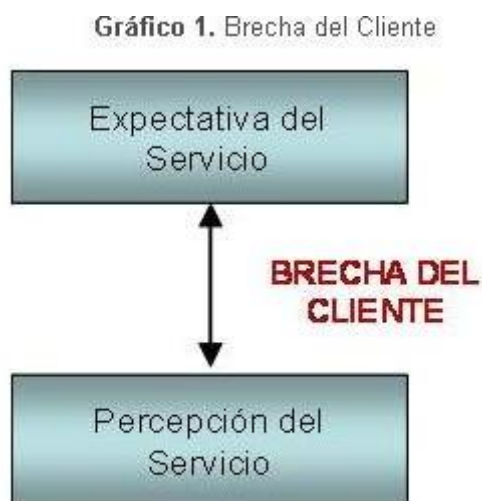 Gráfico 1. Brecha del Cliente
Expectativa del
Servicio
BRECHA DEL
CLIENTE
Percepción del
Servicio